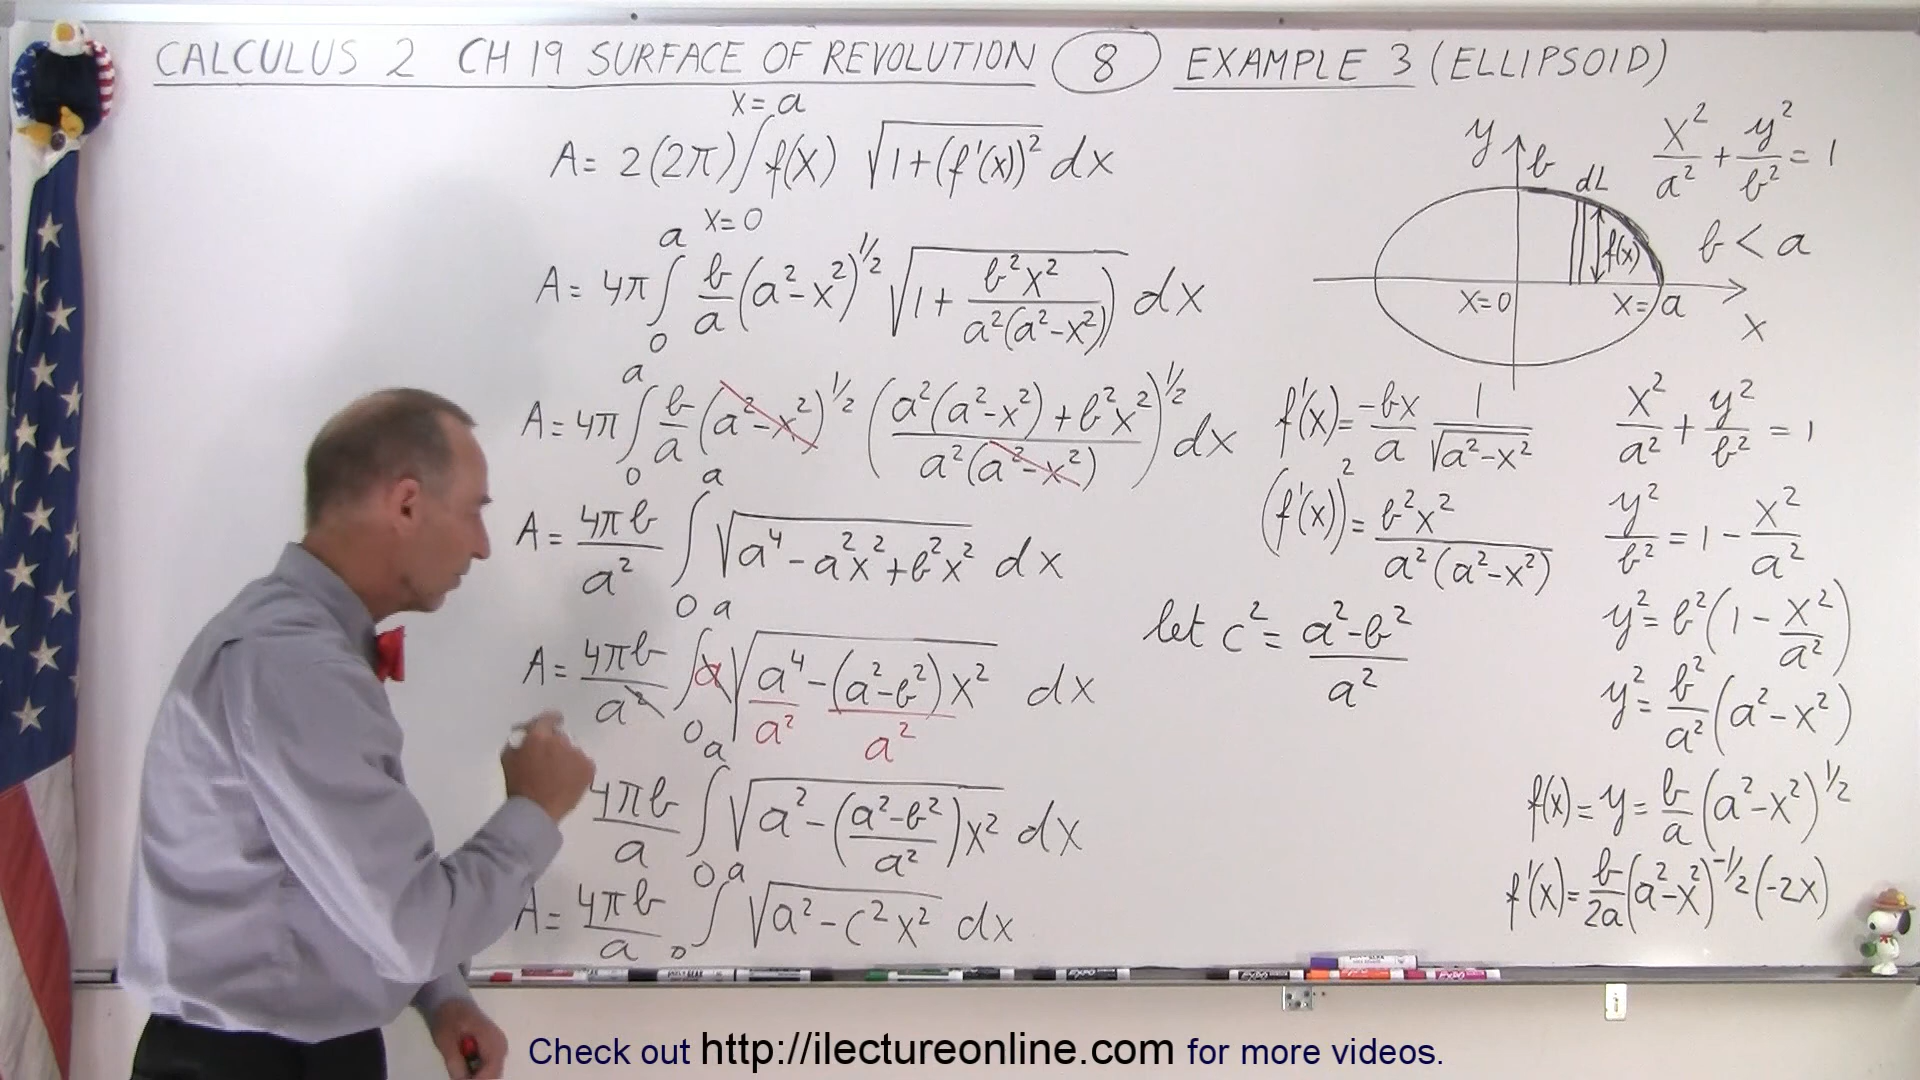 CALCULUS 2 CH 19 SURFACE OF REVOLUTION 8 EXAMPLE 3 (ELLIPSOID)
x=a
A= 2(2π)∫f(x) √(1+(f'(x))²) dx
x=0
A= 4π∫₀ᵃ b/a (a²-x²)^½ √(1+ b²x²/(a²(a²-x²))) dx
A=4π∫₀ᵃ b/a (a²-x²)^½ ((a²(a²-x²)+b²x²)/(a²(a²-x²)))^½ dx
A= 4πb/a² ∫₀ᵃ √(a⁴-a²x²+b²x²) dx
A= 4πb/a² ∫₀ᵃ a√(a⁴/a² - (a²-b²)x²/a²) dx
4πb/a ∫₀ᵃ √(a²-((a²-b²)/a²)x²) dx
A= 4πb/a ∫₀ᵃ √(a²-c²x²) dx
x²/a² + y²/b² = 1
y
b
dL
f(x)
b < a
x=0
x=a
x
f'(x)= -bx/a 1/√(a²-x²)
(f'(x))²= b²x²/(a²(a²-x²))
let c²= (a²-b²)/a²
x²/a² + y²/b² = 1
y²/b² = 1 - x²/a²
y²= b²(1 - x²/a²)
y²= b²/a² (a²-x²)
f(x)= y= b/a (a²-x²)^½
f'(x)= b/2a (a²-x²)^-½ (-2x)
Check out http://ilectureonline.com for more videos.